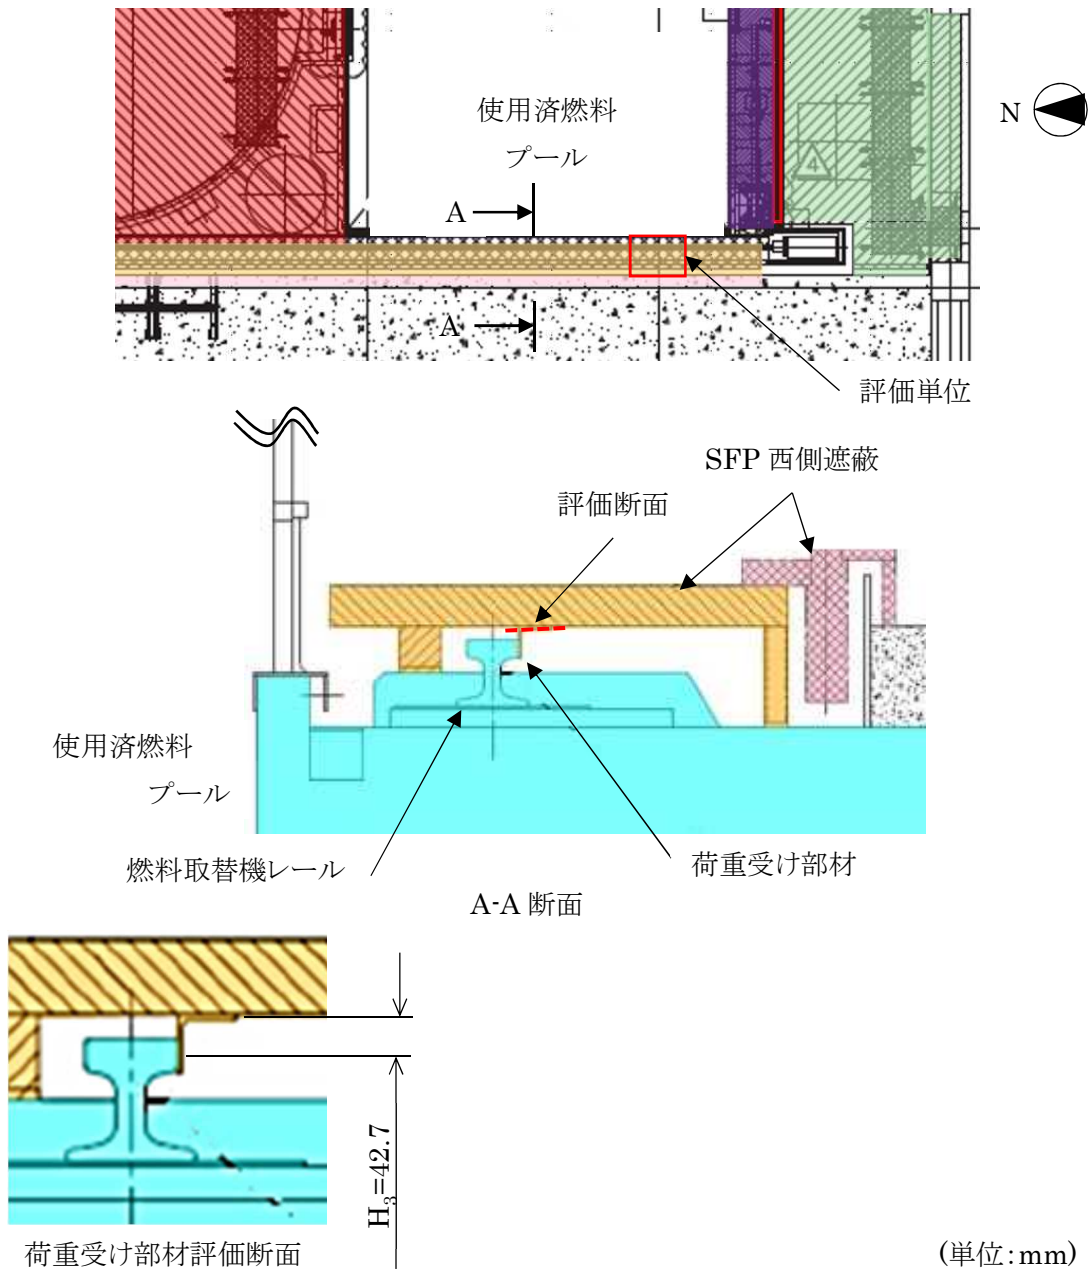 使用済燃料
プール
N
A
4
A
評価単位
SFP 西側遮蔽
評価断面
使用済燃料
プール
燃料取替機レール
荷重受け部材
A-A 断面
H3=42.7
荷重受け部材評価断面
(単位:mm)